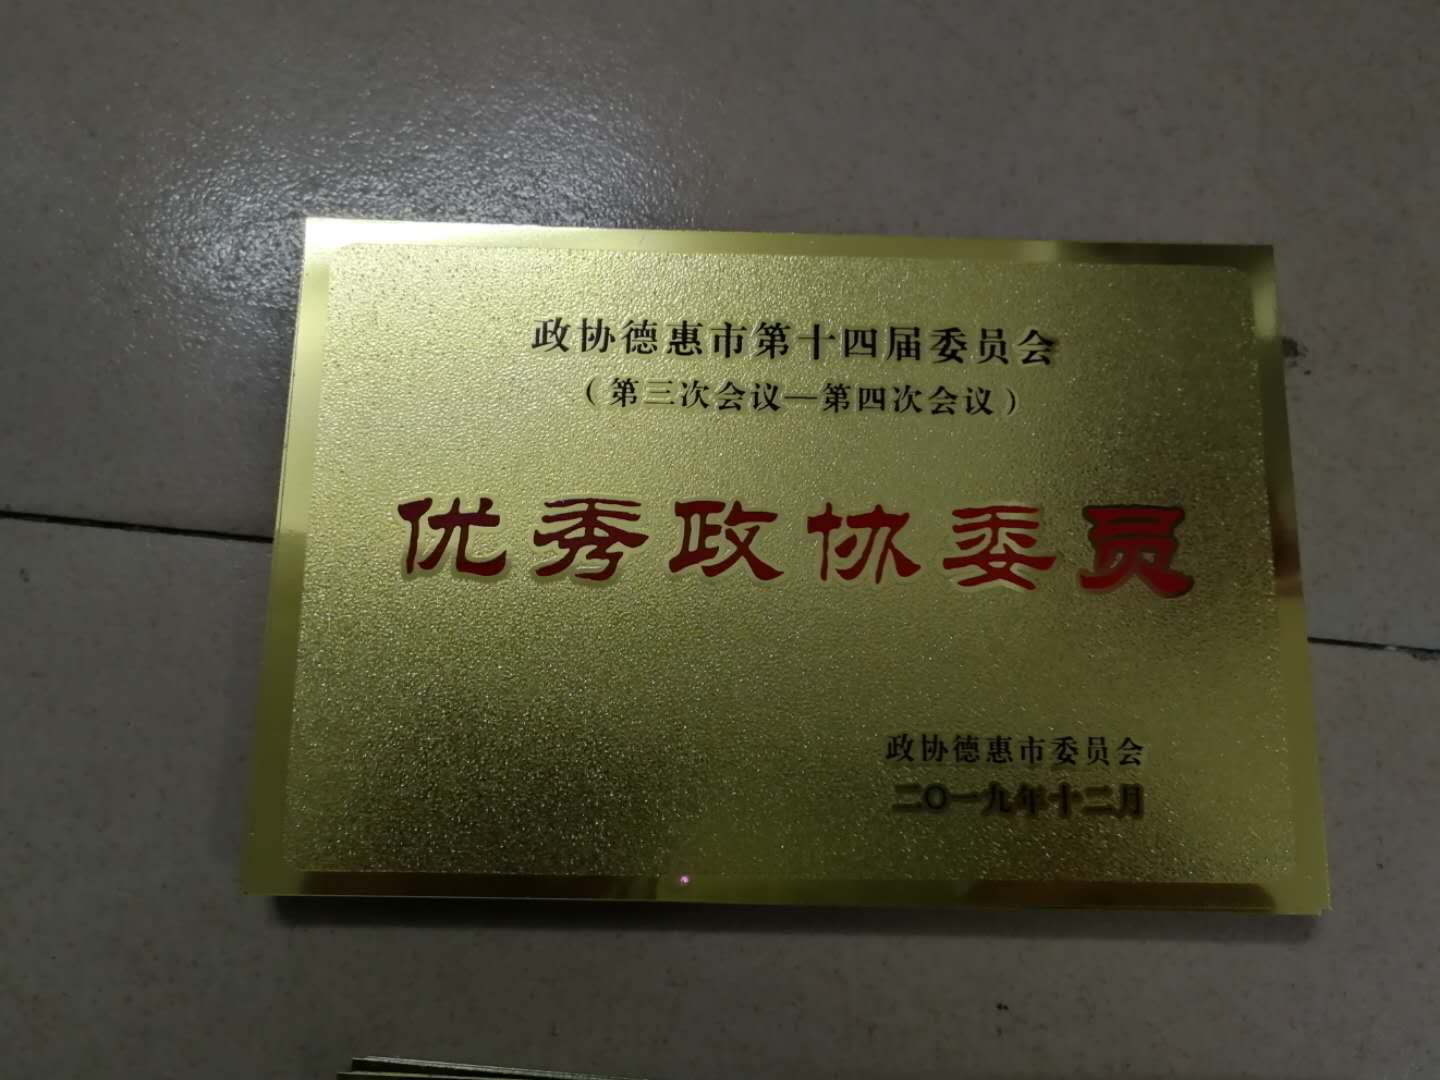 政协德惠市第十四届委员会
（第三次会议—第四次会议）
优秀政协委员
政协德惠市委员会
二〇一九年十二月